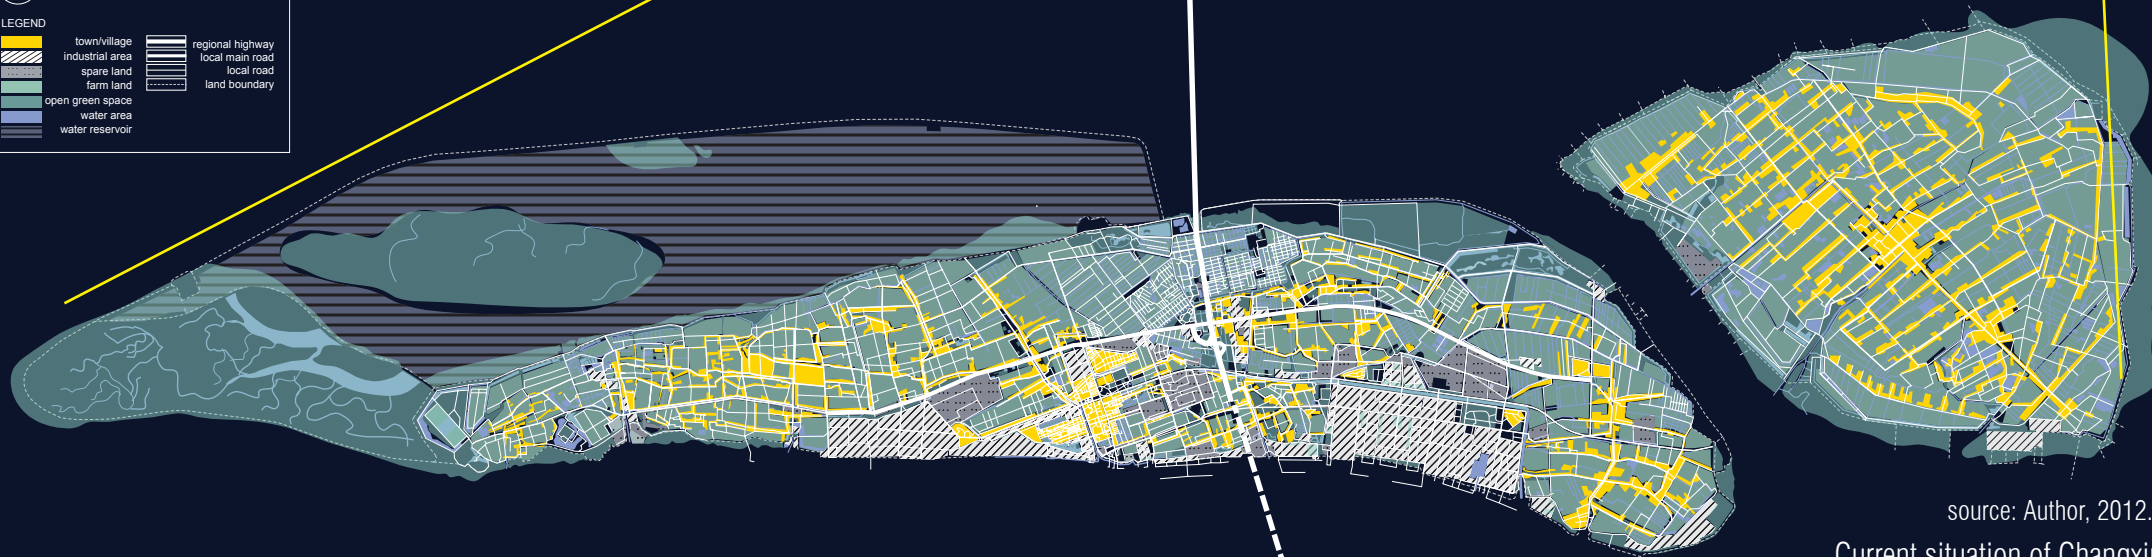 LEGEND
town/village
industrial area
spare land
farm land
open green space
water area
water reservoir
regional highway
local main road
local road
land boundary
source: Author, 2012.
Current situation of Changxi